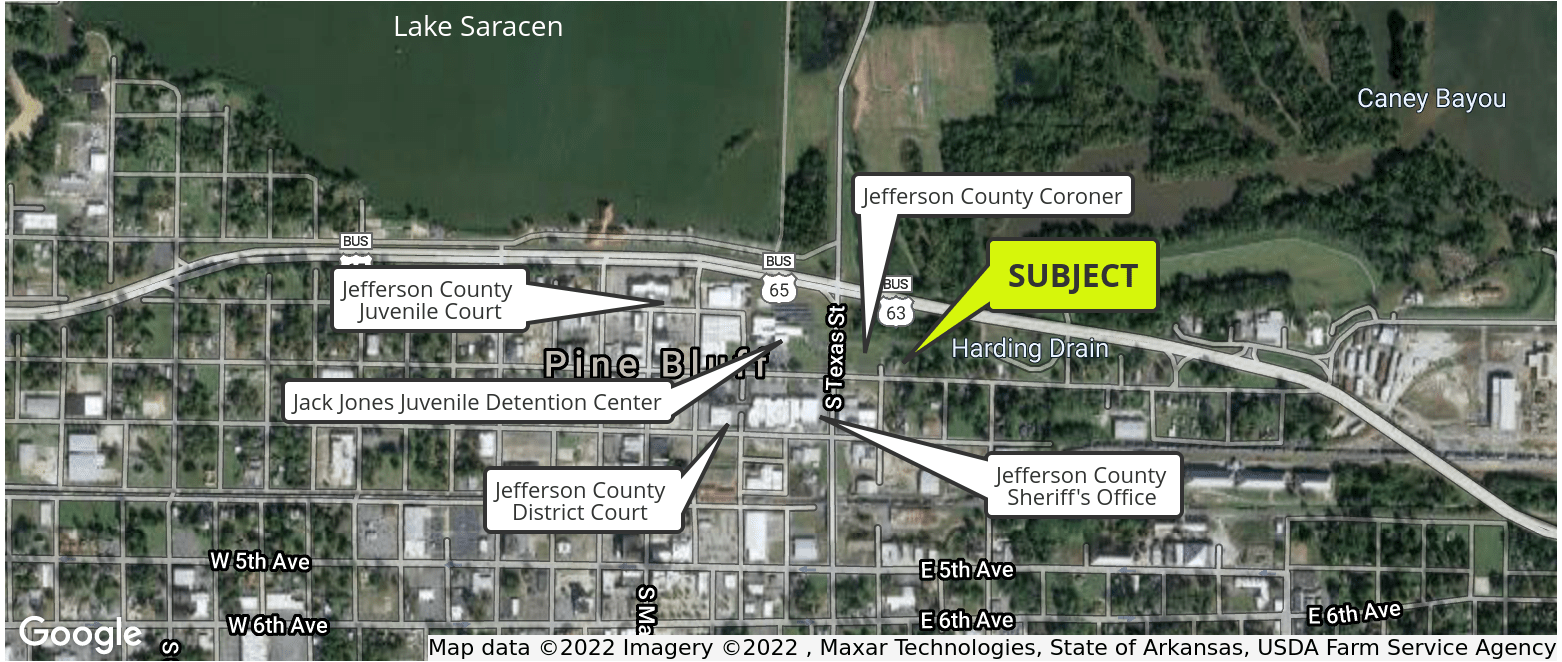 Lake Saracen
Caney Bayou
Jefferson County Coroner
BUS
BUS
65
SUBJECT
BUS
63
Jefferson County
Juvenile Court
S Texas St
Harding Drain
Pine Bluff
Jack Jones Juvenile Detention Center
Jefferson County
District Court
Jefferson County
Sheriff's Office
W 5th Ave
E 5th Ave
S Ma
W 6th Ave
E 6th Ave
E 6th Ave
S
Google
Map data ©2022 Imagery ©2022 , Maxar Technologies, State of Arkansas, USDA Farm Service Agency